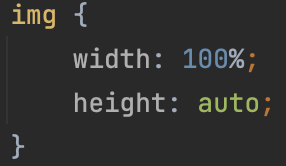 img {
    width: 100%;
    height: auto;
}